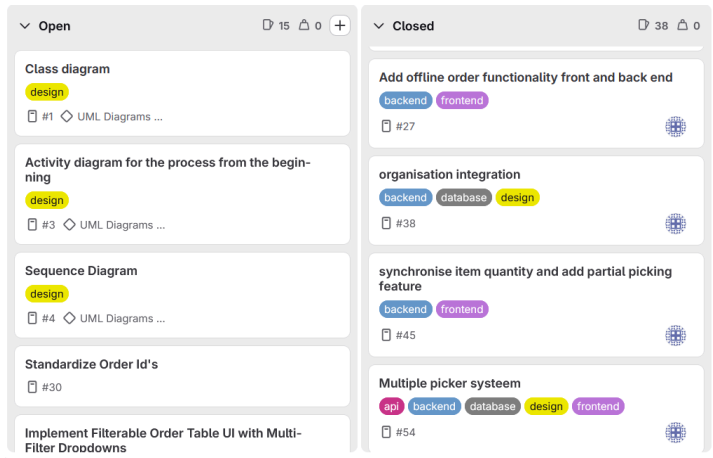 Open 15 0 +
Class diagram
design
#1 UML Diagrams ...
Activity diagram for the process from the begin-
ning
design
#3 UML Diagrams ...
Sequence Diagram
design
#4 UML Diagrams ...
Standardize Order Id's
#30
Implement Filterable Order Table UI with Multi-
Filter Dropdowns
Closed 38 0
Add offline order functionality front and back end
backend frontend
#27
organisation integration
backend database design
#38
synchronise item quantity and add partial picking
feature
backend frontend
#45
Multiple picker systeem
api backend database design frontend
#54